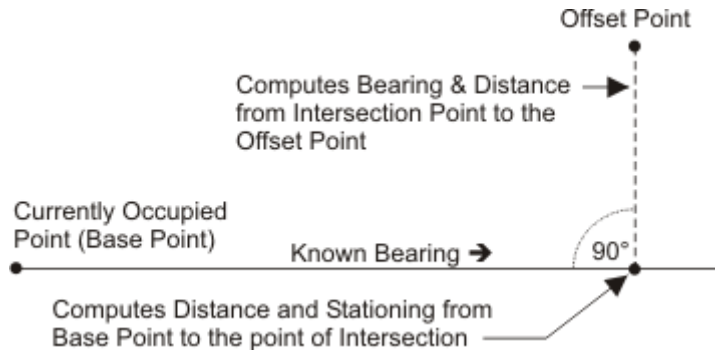 Offset Point
Computes Bearing & Distance
from Intersection Point to the
Offset Point
Currently Occupied
Point (Base Point)
Known Bearing ➔
90°
Computes Distance and Stationing from
Base Point to the point of Intersection